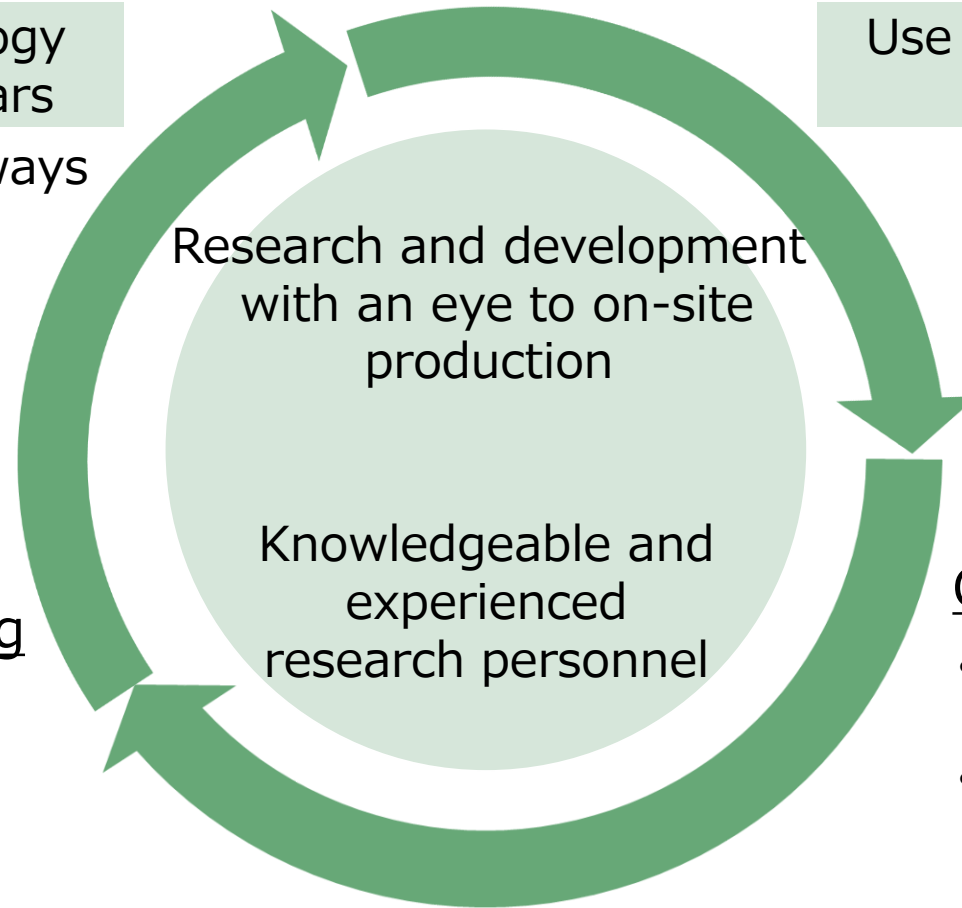 Use
Research and development
with an eye to on-site
production
Knowledgeable and
experienced
research personnel